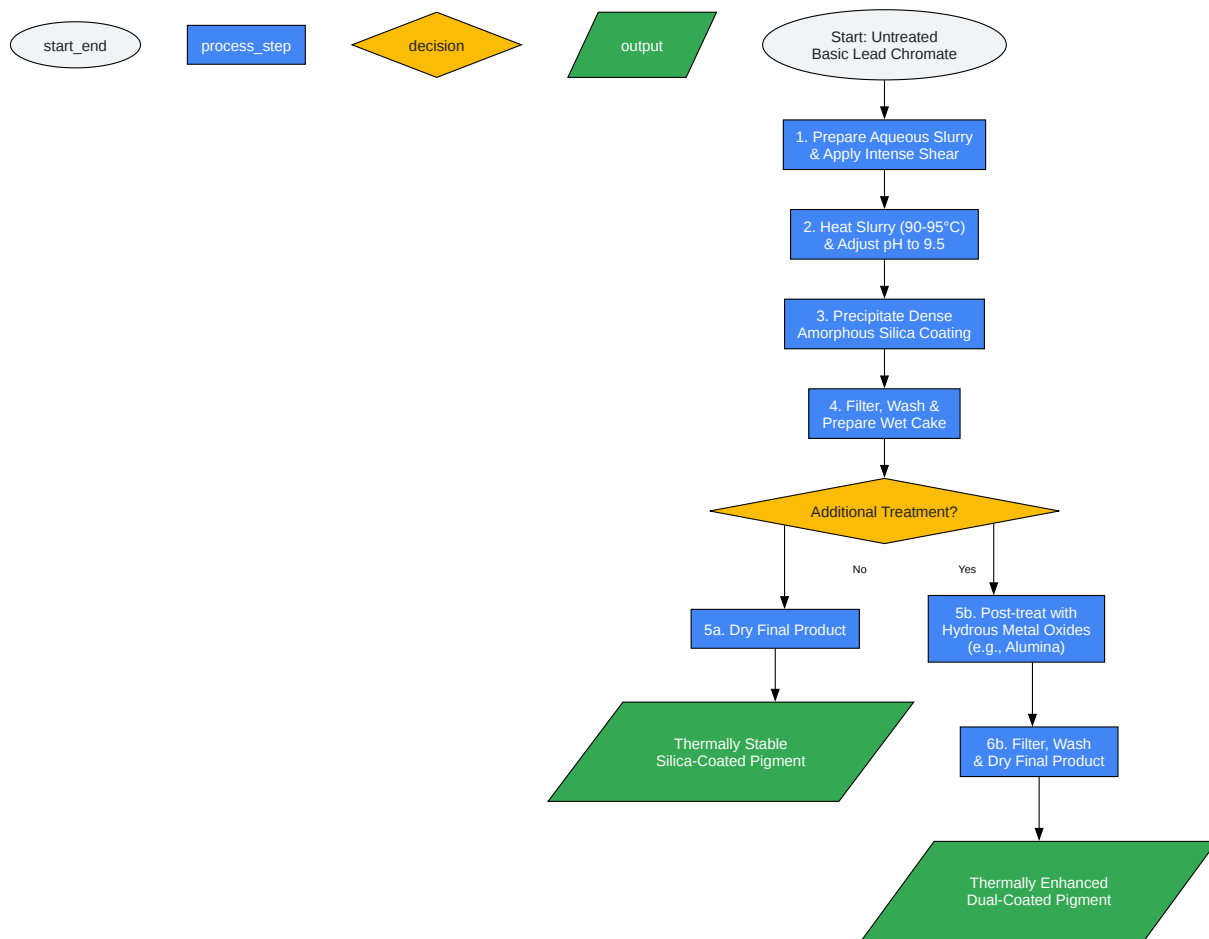 start_end
process_step
decision
output
Start: Untreated
Basic Lead Chromate
1. Prepare Aqueous Slurry
& Apply Intense Shear
2. Heat Slurry (90-95°C)
& Adjust pH to 9.5
3. Precipitate Dense
Amorphous Silica Coating
4. Filter, Wash &
Prepare Wet Cake
Additional Treatment?
No
Yes
5a. Dry Final Product
5b. Post-treat with
Hydrous Metal Oxides
(e.g., Alumina)
Thermally Stable
Silica-Coated Pigment
6b. Filter, Wash
& Dry Final Product
Thermally Enhanced
Dual-Coated Pigment